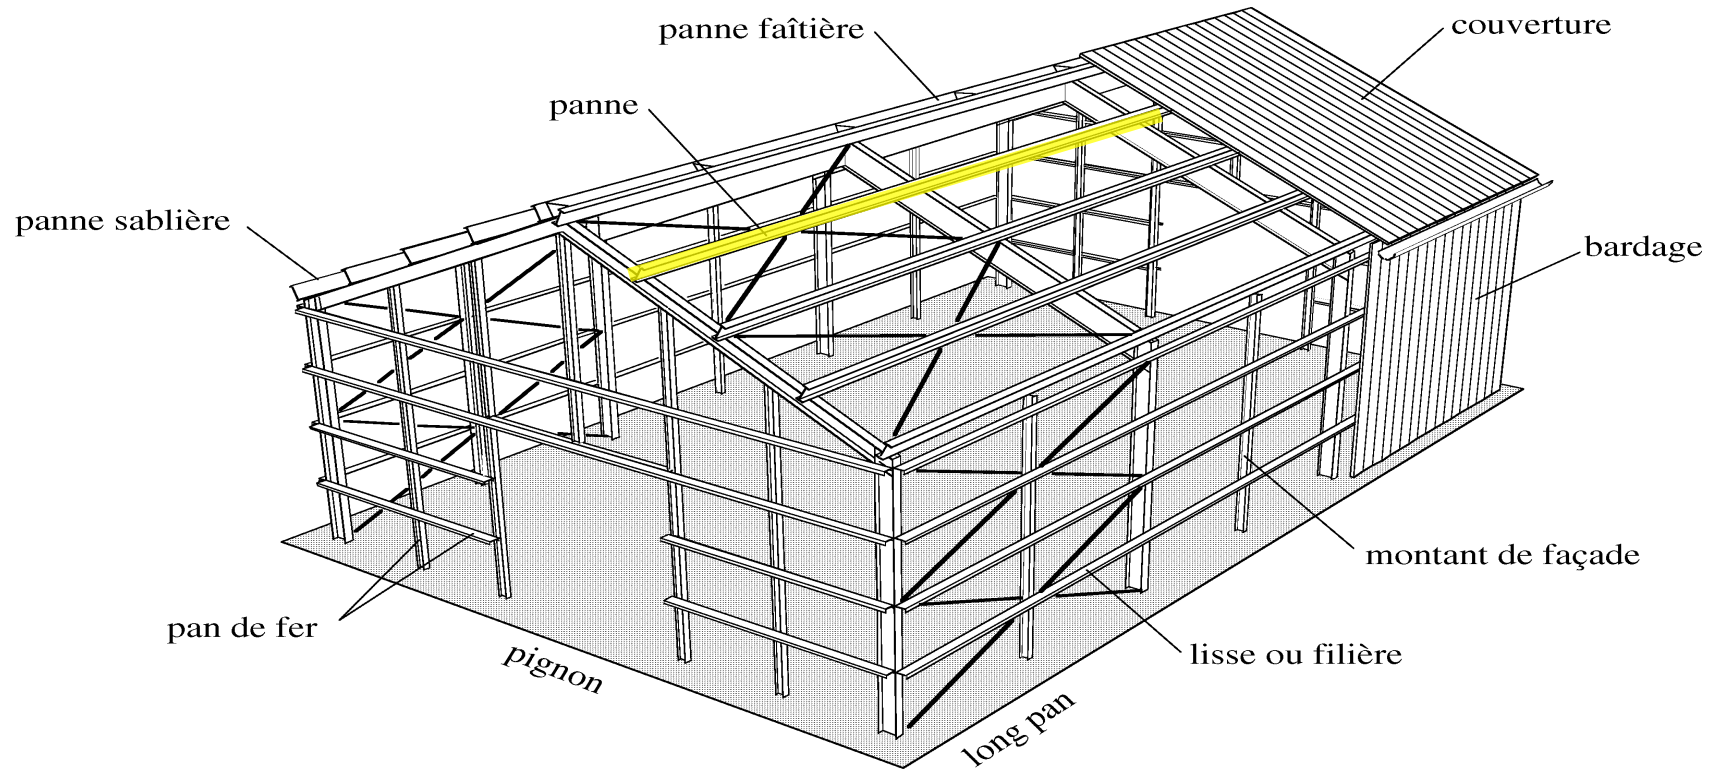 panne faîtière
couverture
panne
panne sablière
bardage
montant de façade
pan de fer
pignon
lisse ou filière
long pan